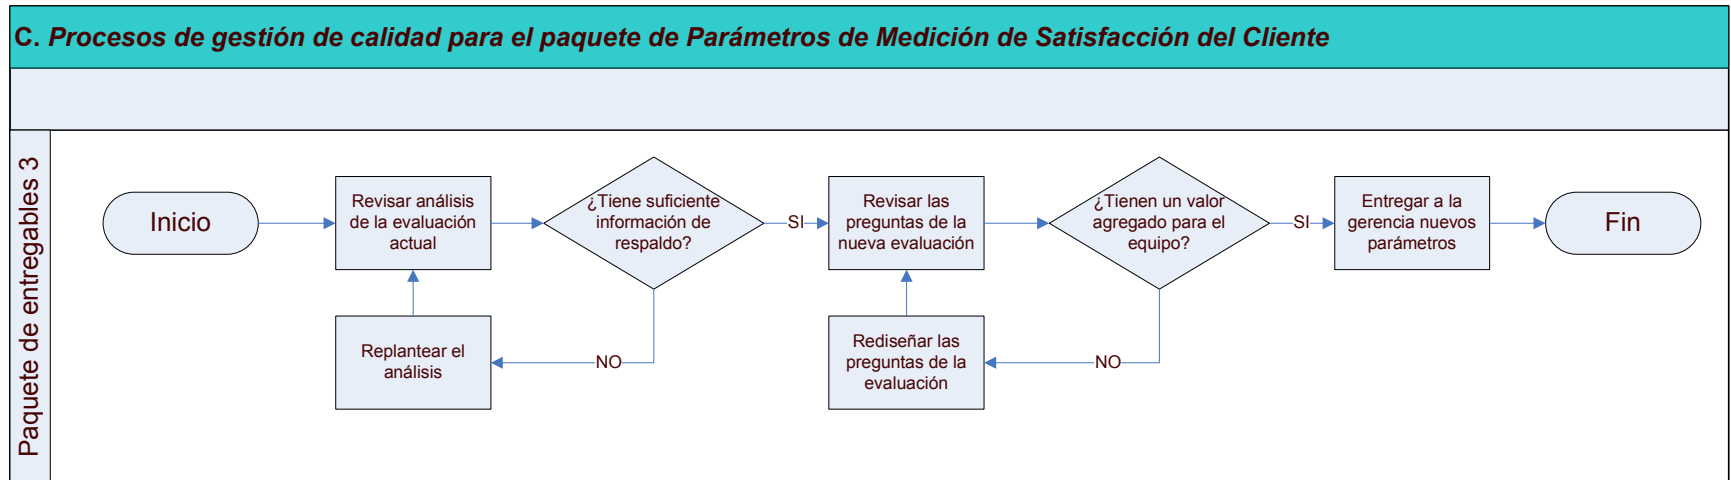 C. Procesos de gestión de calidad para el paquete de Parámetros de Medición de Satisfacción del Cliente
Paquete de entregables 3
Inicio
Revisar análisis
de la evaluación
actual
¿Tiene suficiente
información de
respaldo?
SI
Revisar las
preguntas de la
nueva evaluación
¿Tienen un valor
agregado para el
equipo?
SI
Entregar a la
gerencia nuevos
parámetros
Fin
Replantear el
análisis
NO
Rediseñar las
preguntas de la
evaluación
NO